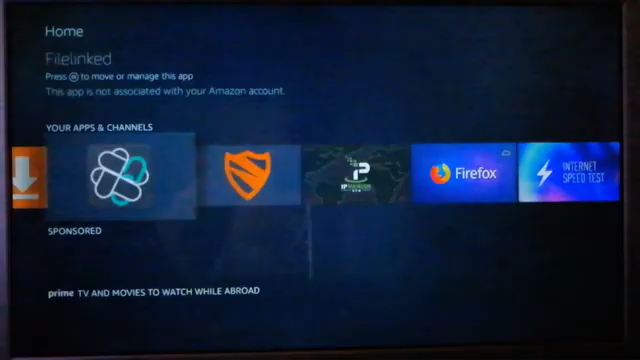 Home
Filelinked
Press to move or manage this app
This app is not associated with your Amazon account.
YOUR APPS & CHANNELS
IPVANISH
VPN
Firefox
INTERNET
SPEED TEST
SPONSORED
prime TV AND MOVIES TO WATCH WHILE ABROAD